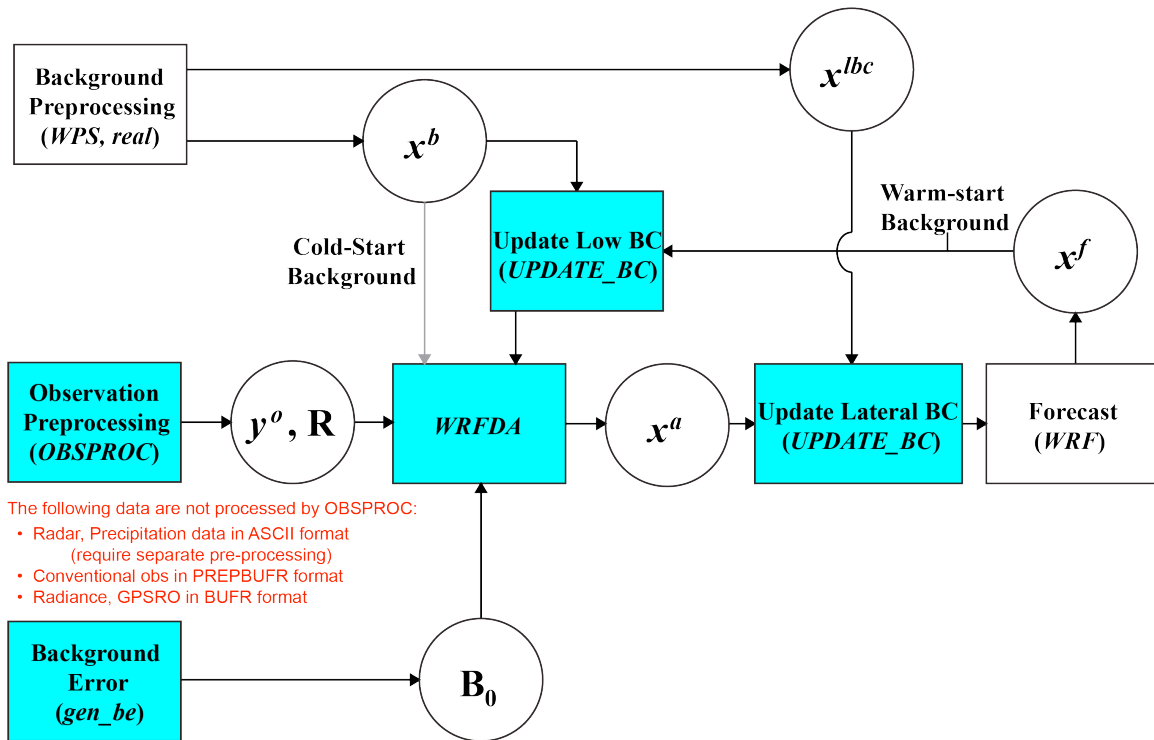 Background
Preprocessing
(WPS, real)
x^b
x^lbc
Cold-Start
Background
Update Low BC
(UPDATE_BC)
Warm-start
Background
x^f
Observation
Preprocessing
(OBSPROC)
y^o, R
WRFDA
x^a
Update Lateral BC
(UPDATE_BC)
Forecast
(WRF)
The following data are not processed by OBSPROC:
• Radar, Precipitation data in ASCII format
(require separate pre-processing)
• Conventional obs in PREPBUFR format
• Radiance, GPSRO in BUFR format
Background
Error
(gen_be)
B₀